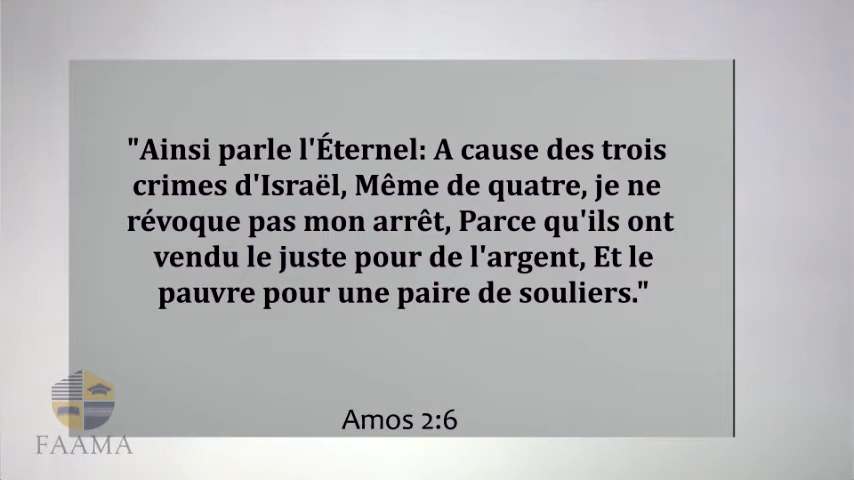 "Ainsi parle l'Éternel: A cause des trois
crimes d'Israël, Même de quatre, je ne
révoque pas mon arrêt, Parce qu'ils ont
vendu le juste pour de l'argent, Et le
pauvre pour une paire de souliers."
Amos 2:6
FAAMA